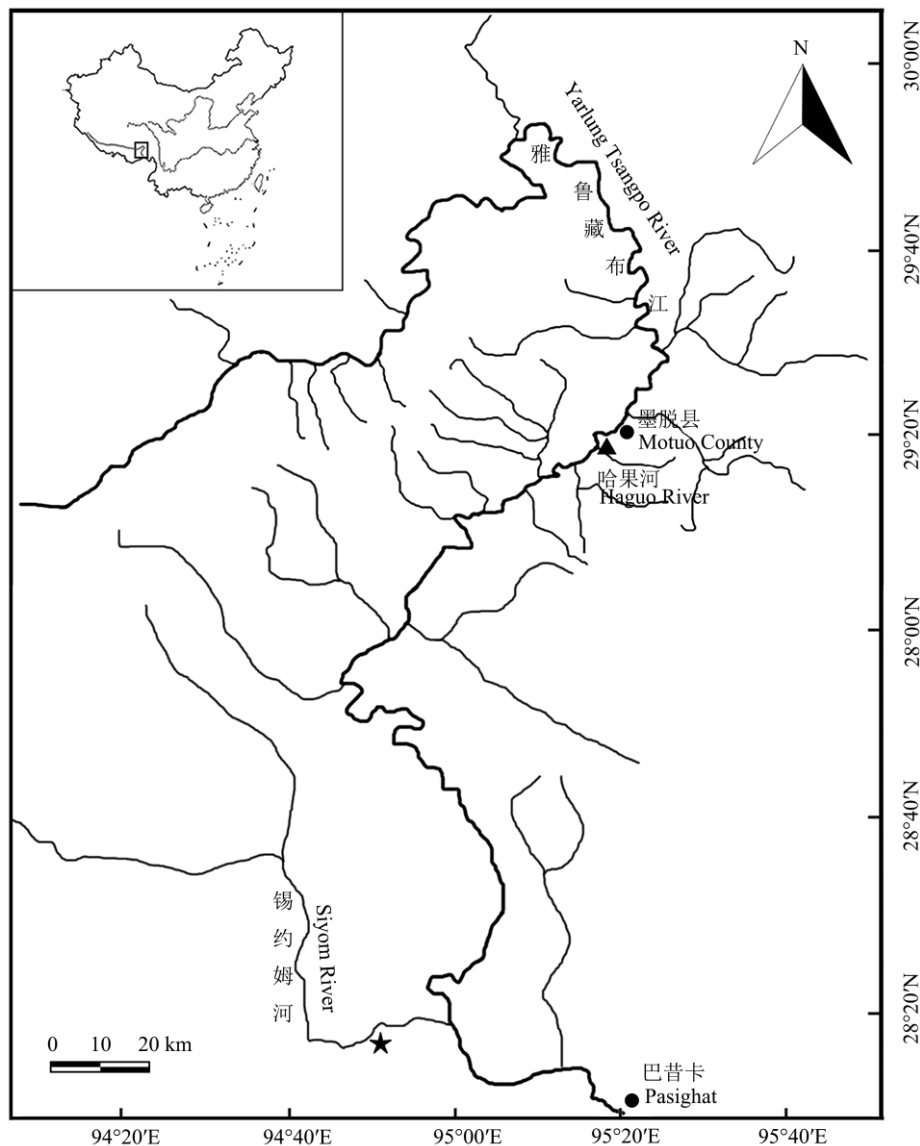 N
30°00′N
29°40′N
29°20′N
28°00′N
28°40′N
28°20′N
雅鲁藏布江
Yarlung Tsangpo River
墨脱县
Motuo County
哈果河
Haguo River
锡约姆河
Siyom River
0 10 20 km
巴昔卡
Pasighat
94°20′E 94°40′E 95°00′E 95°20′E 95°40′E